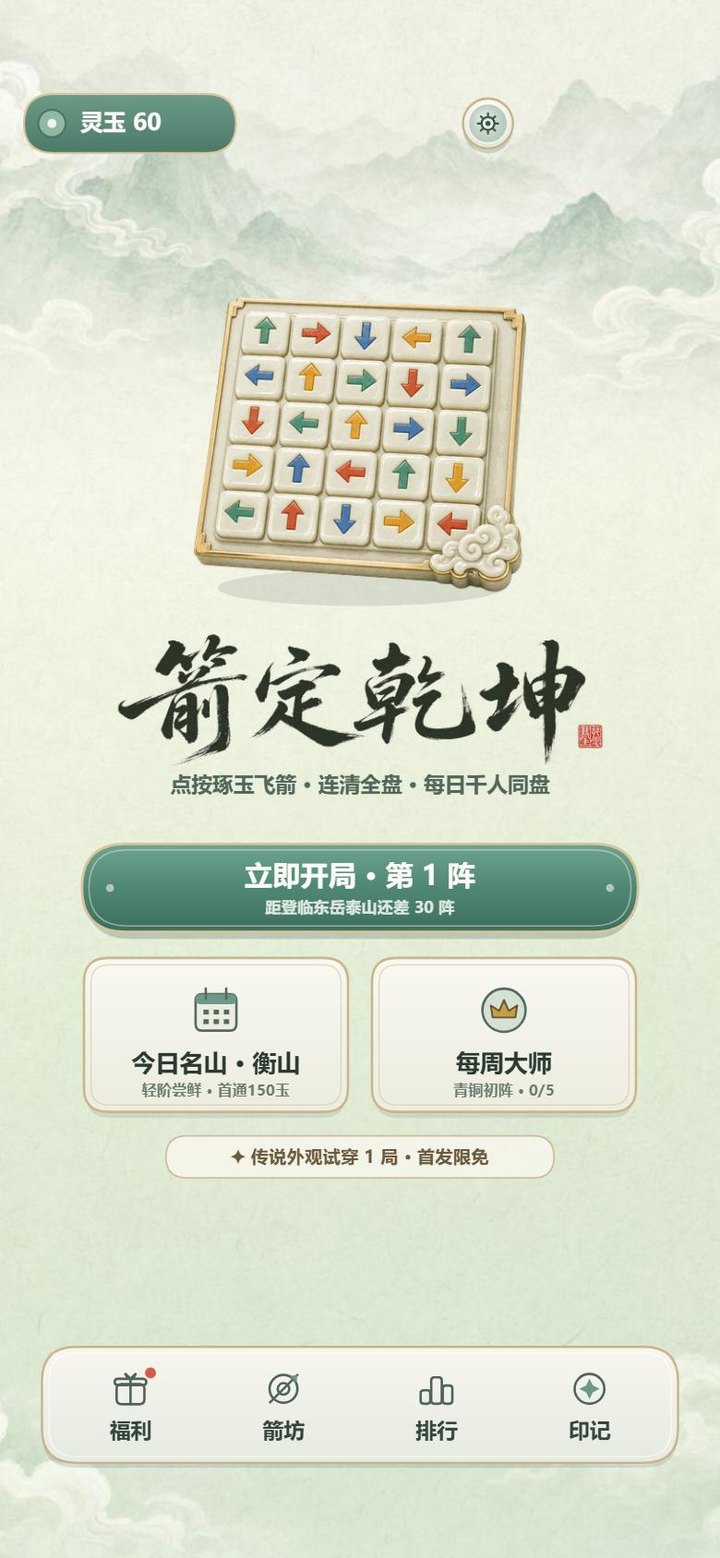 灵玉 60
箭定乾坤
点按琢玉飞箭·连清全盘·每日千人同盘
立即开局·第 1 阵
距登临东岳泰山还差 30 阵
今日名山·衡山
轻阶尝鲜·首通150玉
每周大师
青铜初阵·0/5
✦ 传说外观试穿 1 局·首发限免
福利
箭坊
排行
印记